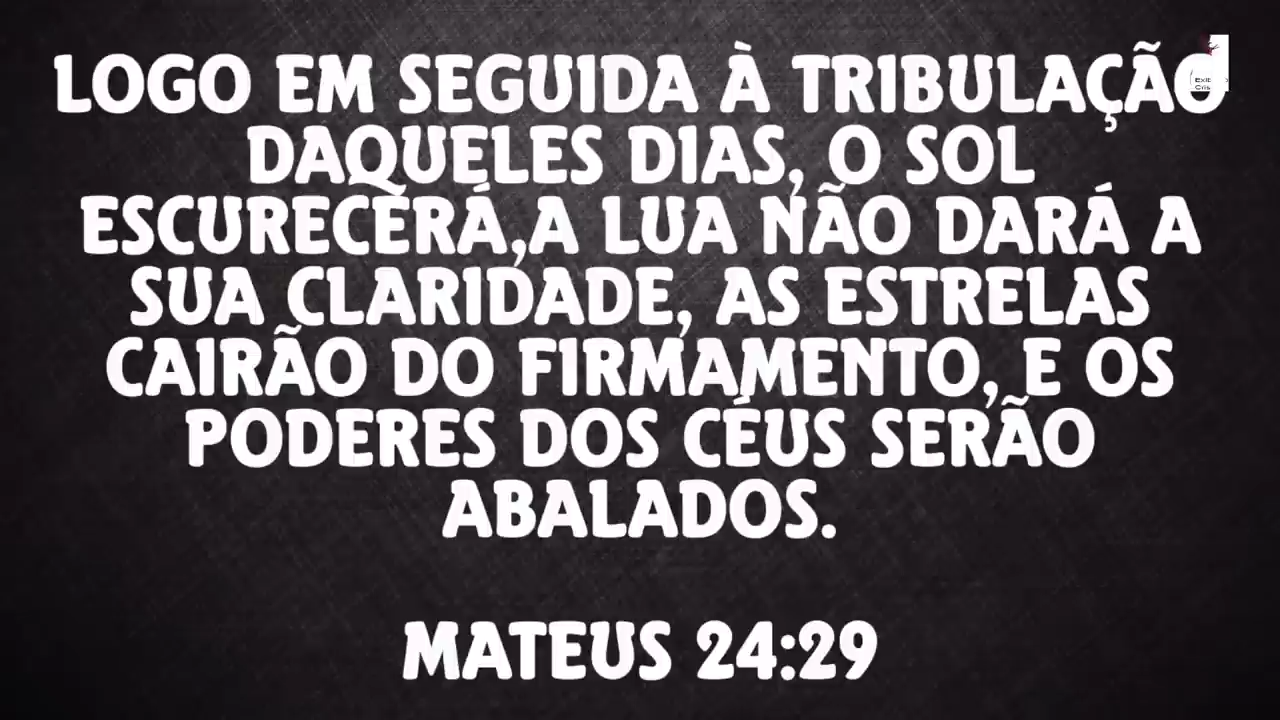 LOGO EM SEGUIDA À TRIBULAÇÃO
DAQUELES DIAS, O SOL
ESCURECERÁ,A LUA NÃO DARÁ A
SUA CLARIDADE, AS ESTRELAS
CAIRÃO DO FIRMAMENTO, E OS
PODERES DOS CÉUS SERÃO
ABALADOS.
MATEUS 24:29